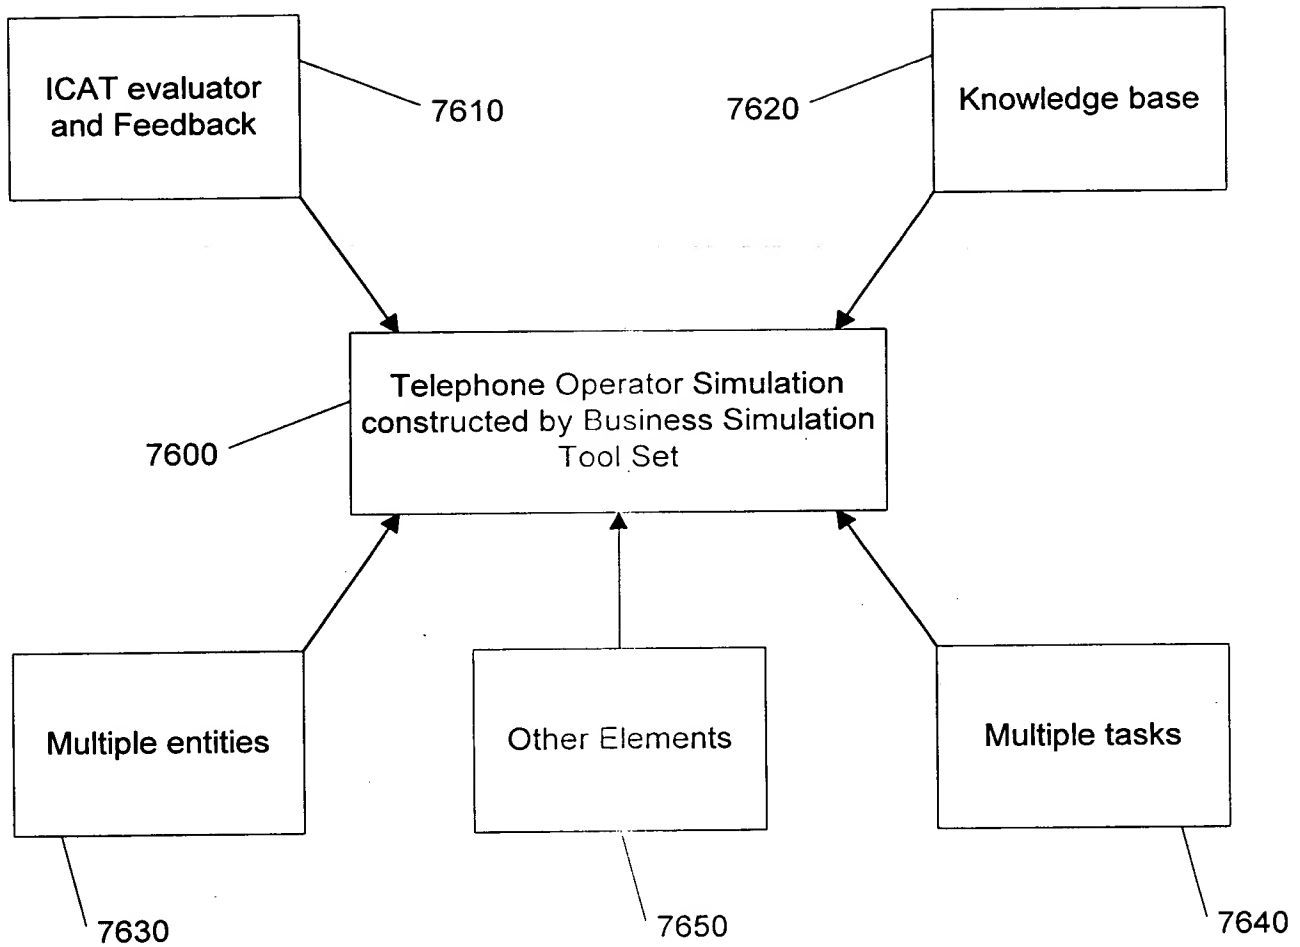 ICAT evaluator
and Feedback
7610
7620
Knowledge base
Telephone Operator Simulation
constructed by Business Simulation
Tool Set
7600
Multiple entities
Other Elements
Multiple tasks
7630
7650
7640